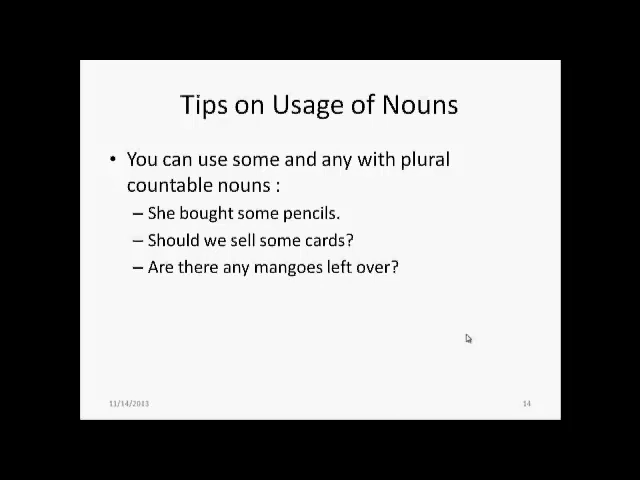 Tips on Usage of Nouns
• You can use some and any with plural
countable nouns :
– She bought some pencils.
– Should we sell some cards?
– Are there any mangoes left over?
11/14/2013
14